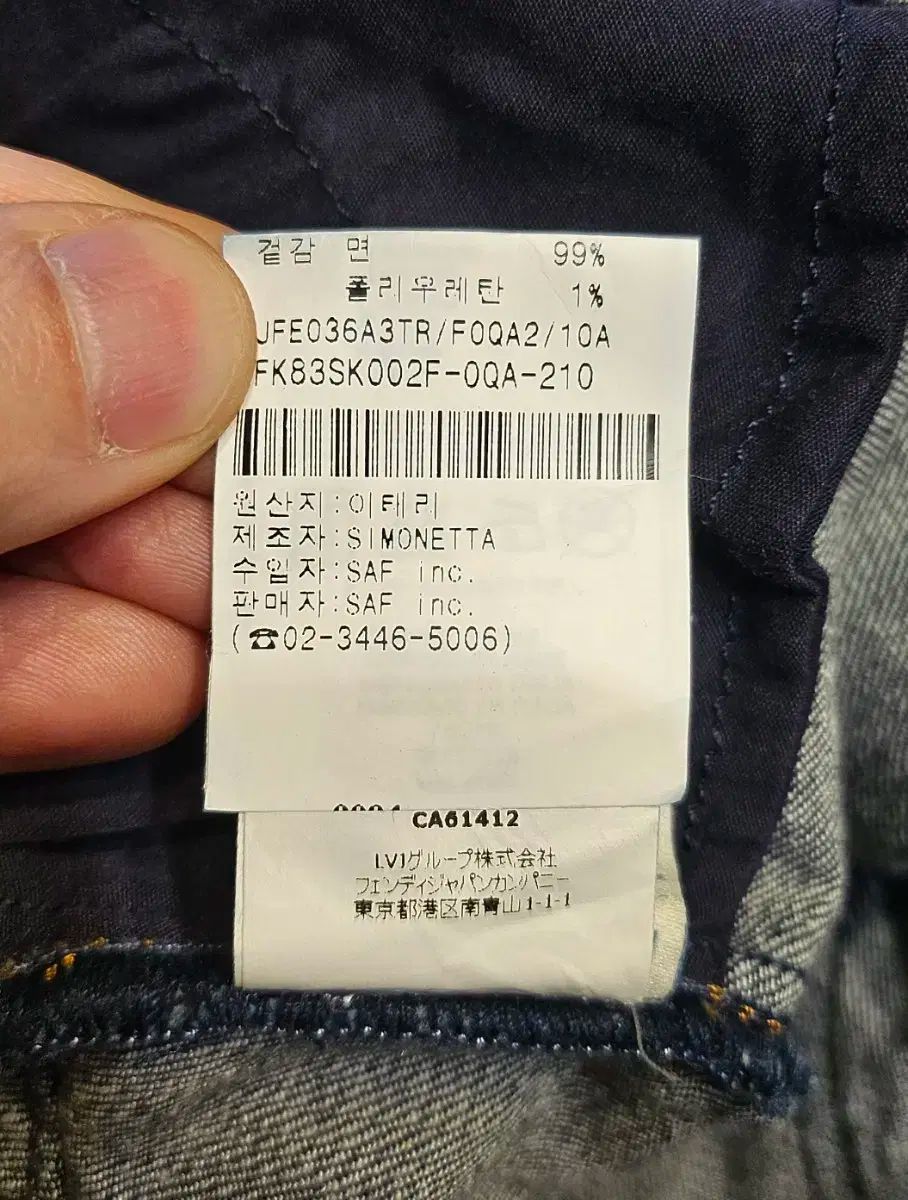 겉감 면 99%
폴리우레탄 1%
JFE036A3TR/F0QA2/10A
FK83SK002F-0QA-210
원산지:이태리
제조자:SIMONETTA
수입자:SAF inc.
판매자:SAF inc.
(☎02-3446-5006)
CA61412
LVJグループ株式会社
フェンディジャパンカンパニー
東京都港区南青山1-1-1